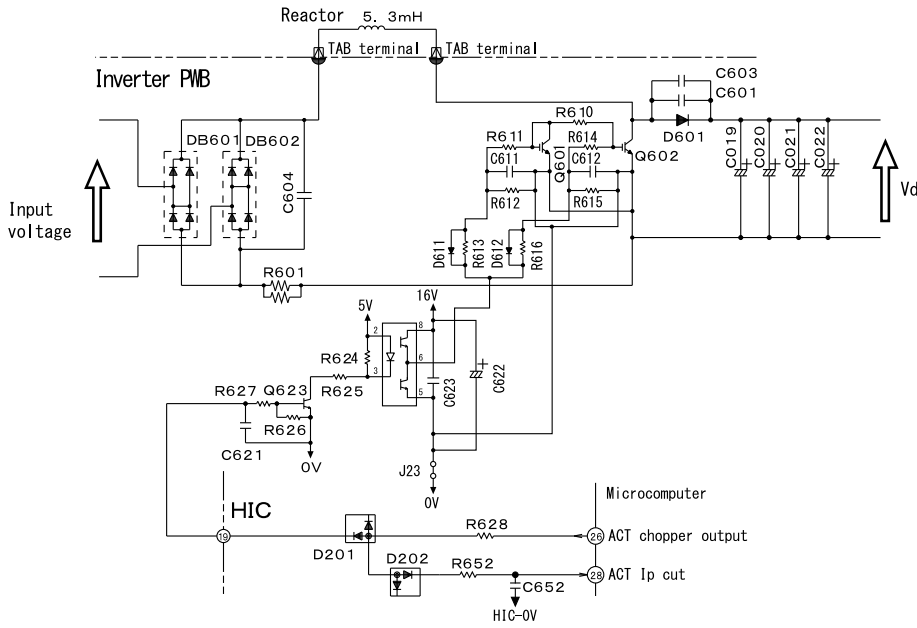 Reactor 5. 3mH
TAB terminal
TAB terminal
Inverter PWB
C603
C601
D601
DB601
DB602
C604
R610
R611
R614
C611
Q601
C612
Q602
R612
R615
C019
C020
C021
C022
Input
voltage
Vd
D611
R613
D612
R616
R601
5V
16V
2
8
R624
3
6
5
R625
C623
C622
R627
Q623
R626
C621
0V
J23
0V
HIC
Microcomputer
19
D201
R628
26
ACT chopper output
D202
R652
28
ACT Ip cut
C652
HIC-0V